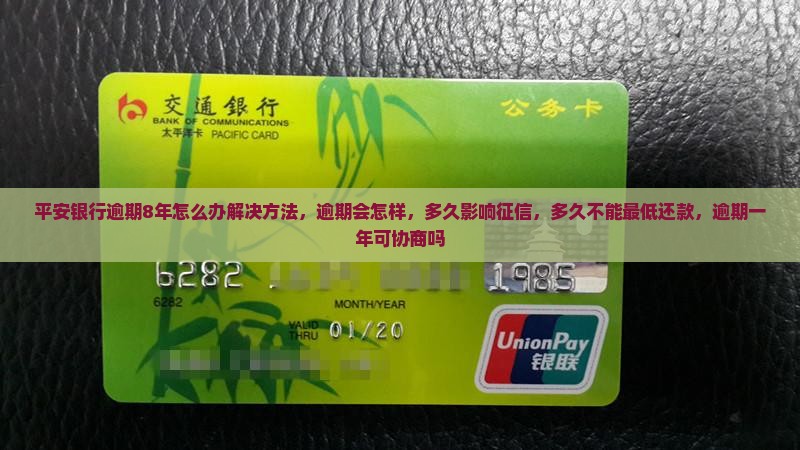 交通銀行
公务卡
BANK OF COMMUNICATIONS
太平洋卡 PACIFIC CARD
平安银行逾期8年怎么办解决方法，逾期会怎样，多久影响征信，多久不能最低还款，逾期一
年可协商吗
6282 1985
6282
MONTH/YEAR
VALID
THRU 01/20
UnionPay
银联